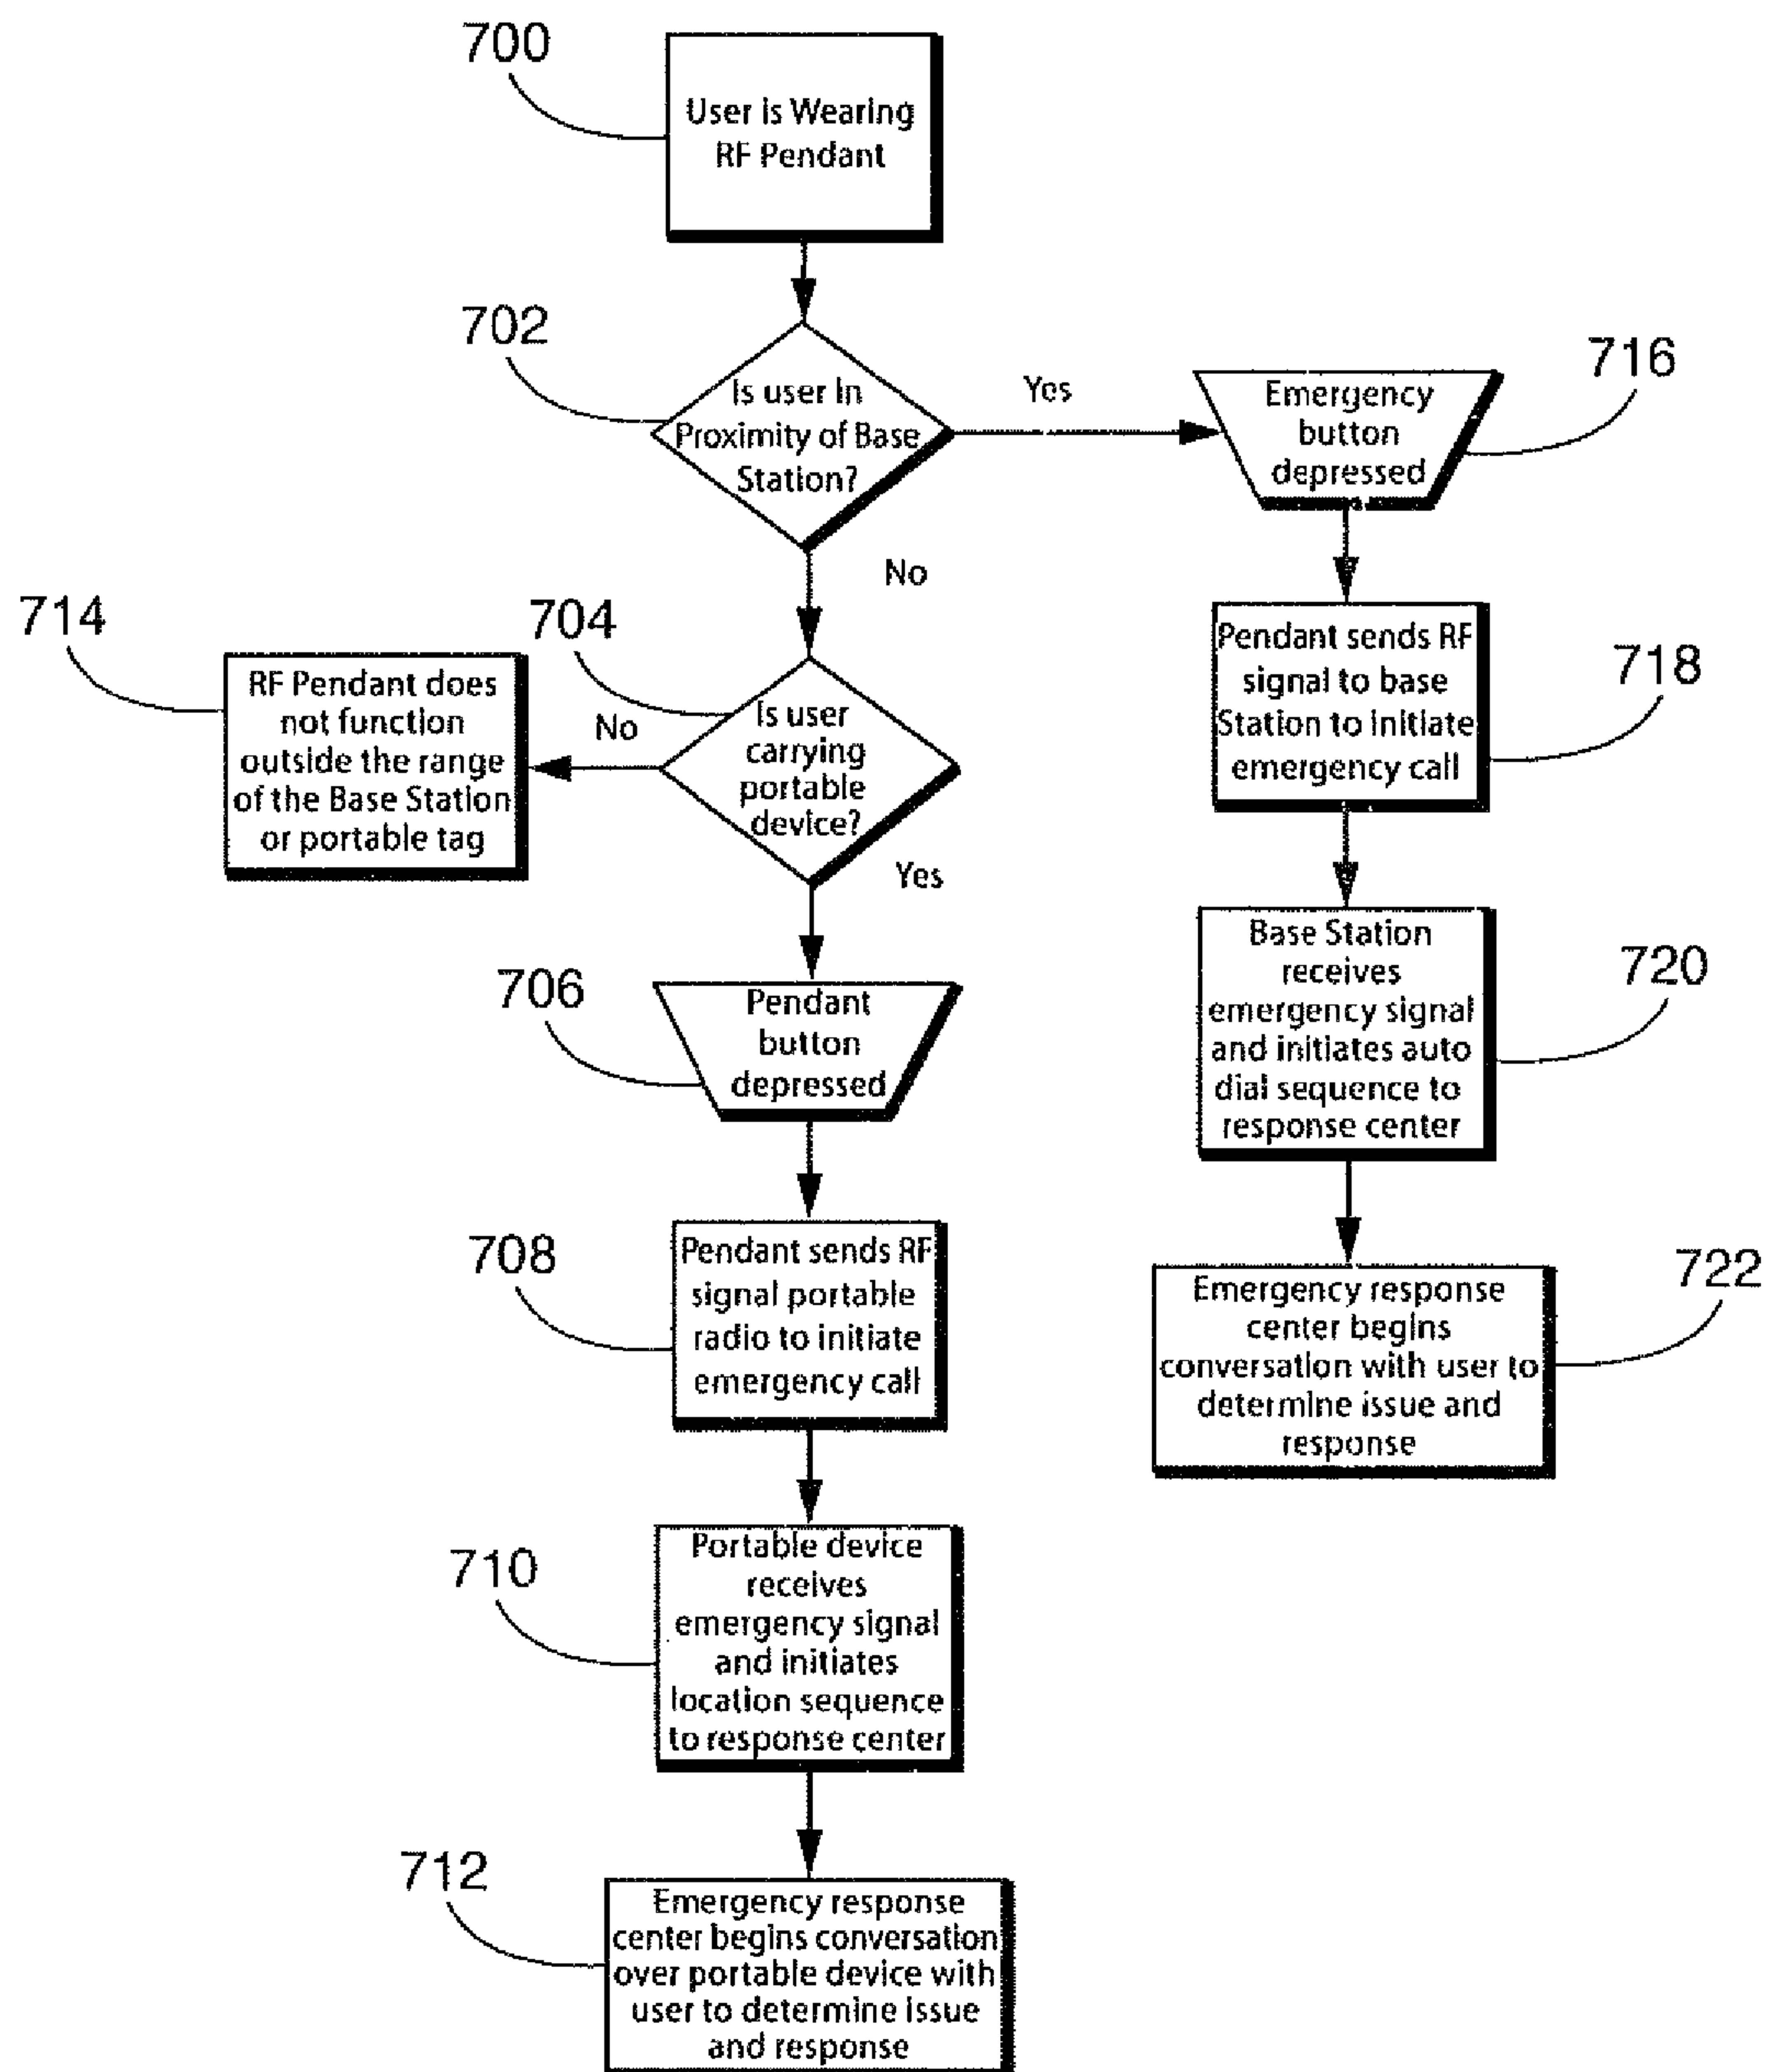 700
User is Wearing
RF Pendant
702
Is user in
Proximity of Base
Station?
Yes
No
716
Emergency
button
depressed
718
Pendant sends RF
signal to base
Station to initiate
emergency call
720
Base Station
receives
emergency signal
and initiates auto
dial sequence to
response center
722
Emergency response
center begins
conversation with user to
determine issue and
response
704
Is user
carrying
portable
device?
No
Yes
714
RF Pendant does
not function
outside the range
of the Base Station
or portable tag
706
Pendant
button
depressed
708
Pendant sends RF
signal portable
radio to initiate
emergency call
710
Portable device
receives
emergency signal
and initiates
location sequence
to response center
712
Emergency response
center begins conversation
over portable device with
user to determine issue
and response